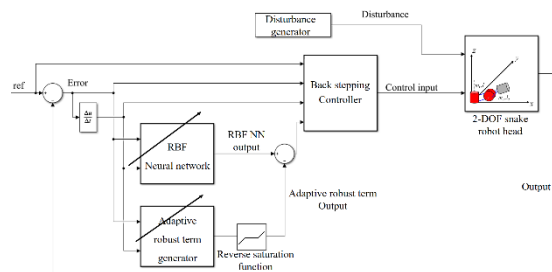 Disturbance
generator
Disturbance
ref
Error
Back stepping
Controller
Control input
2-DOF snake
robot head
RBF
Neural network
RBF NN
output
Adaptive robust term
Output
Output
Adaptive
robust term
generator
Reverse saturation
function